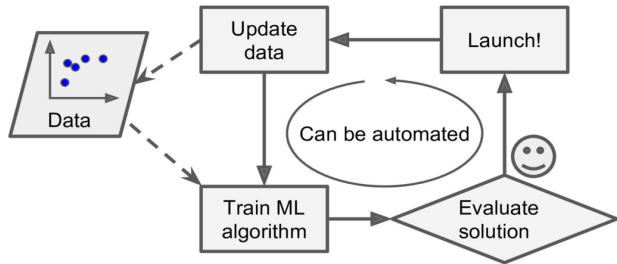 Update
data
Launch!
Data
Can be automated
Train ML
algorithm
Evaluate
solution